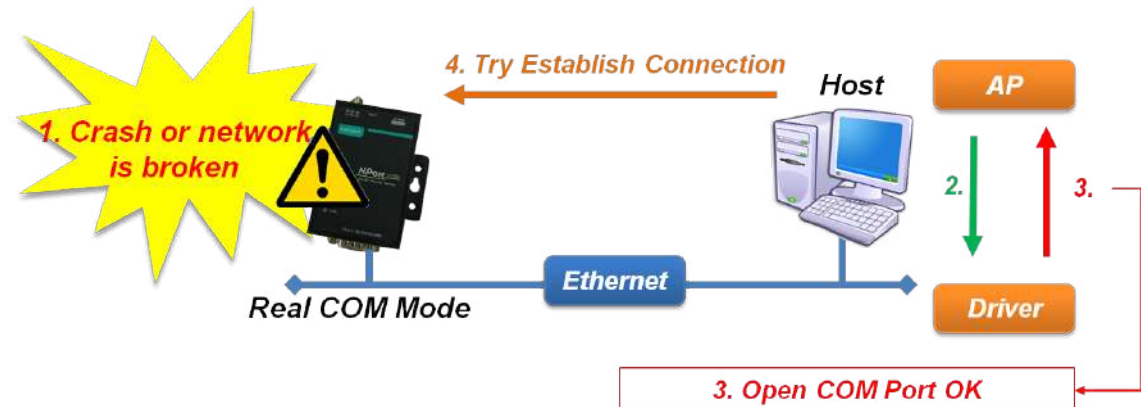 4. Try Establish Connection
Host
AP
1. Crash or network
is broken
NPort
2.
3.
Ethernet
Real COM Mode
Driver
3. Open COM Port OK